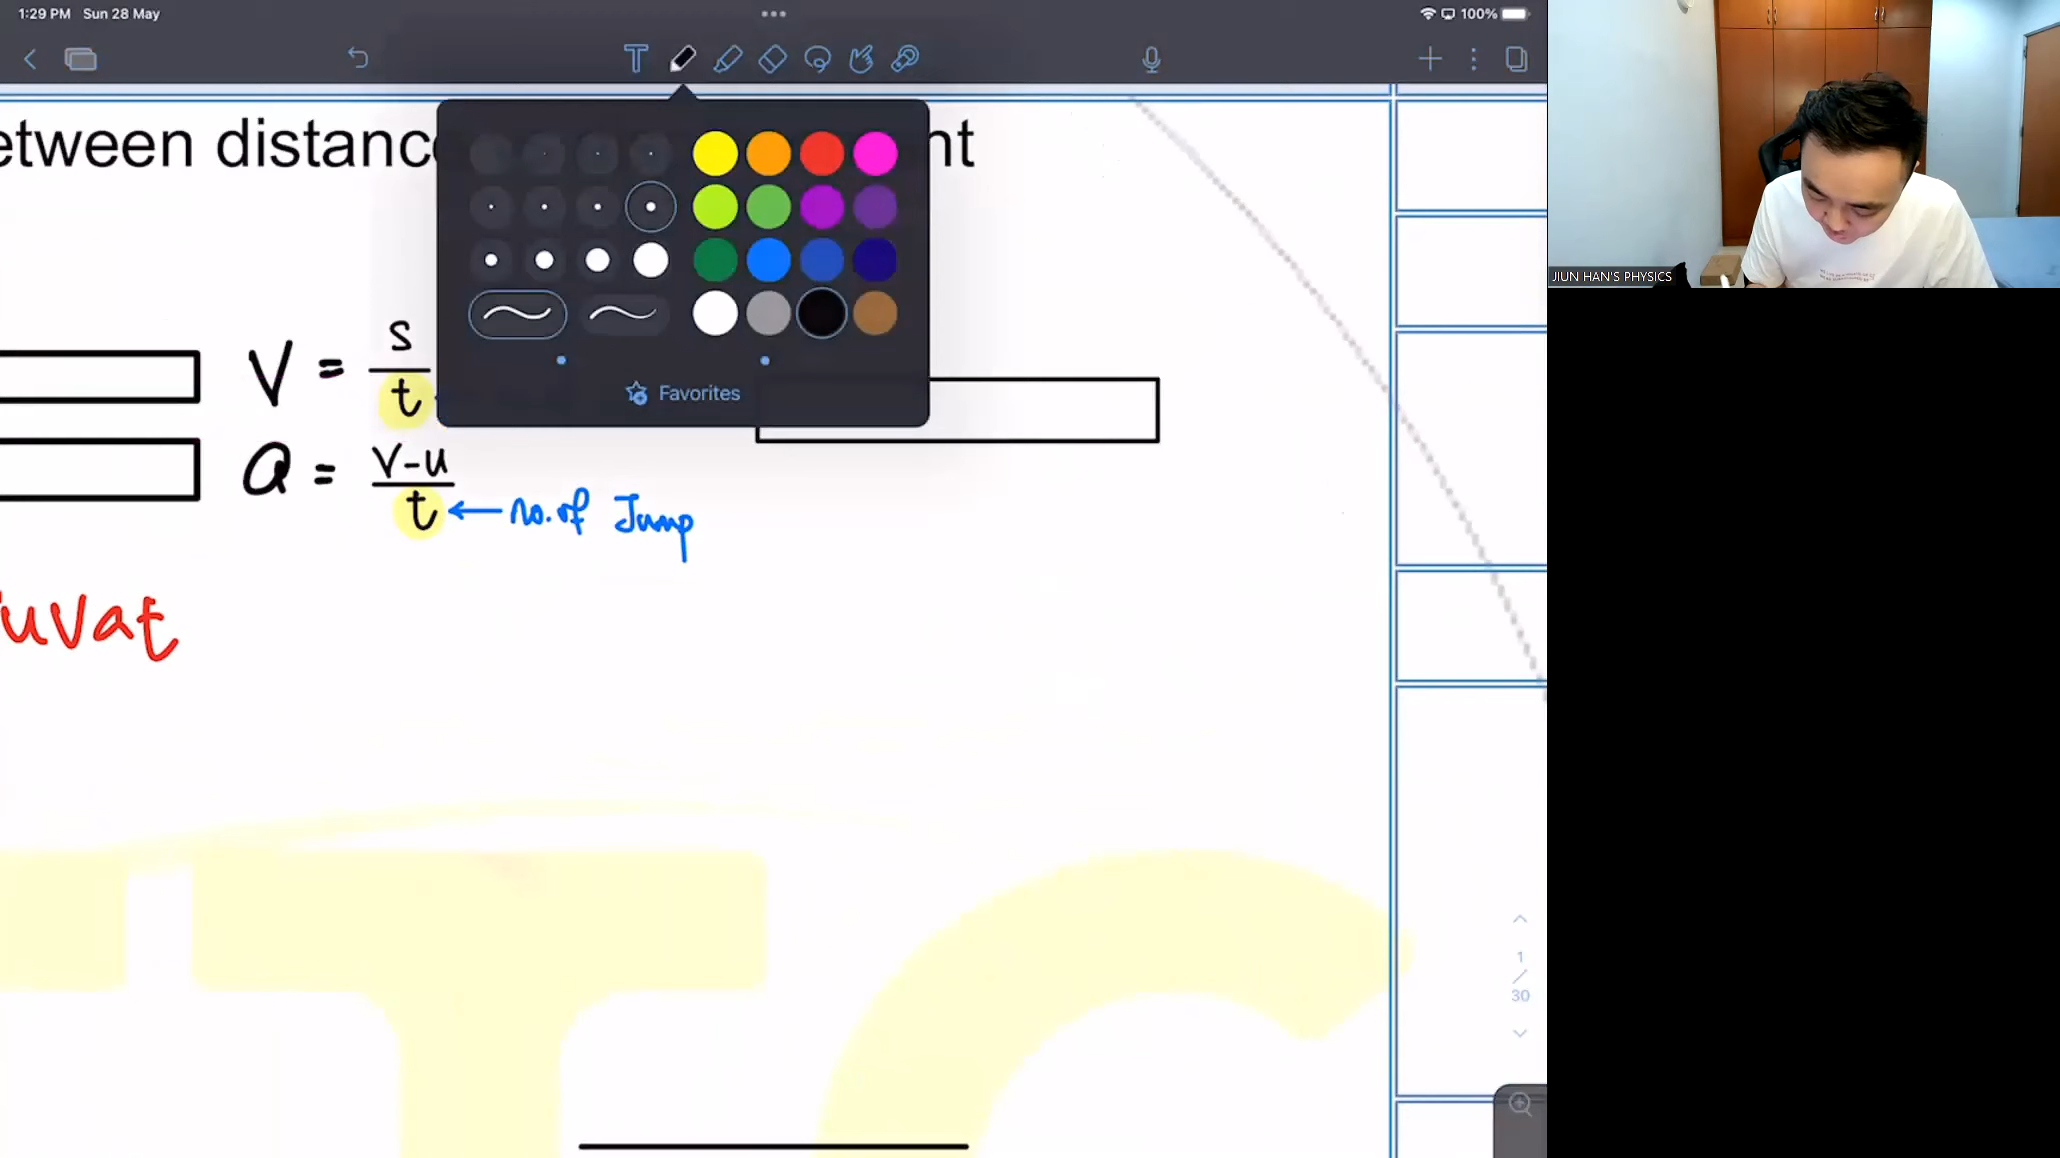 1:29 PM Sun 28 May
100%
T
etween distanc nt
V = s/t
a = v-u/t ← no. of Jump
uvat
Favorites
1
/
30
JIUN HAN'S PHYSICS
TC